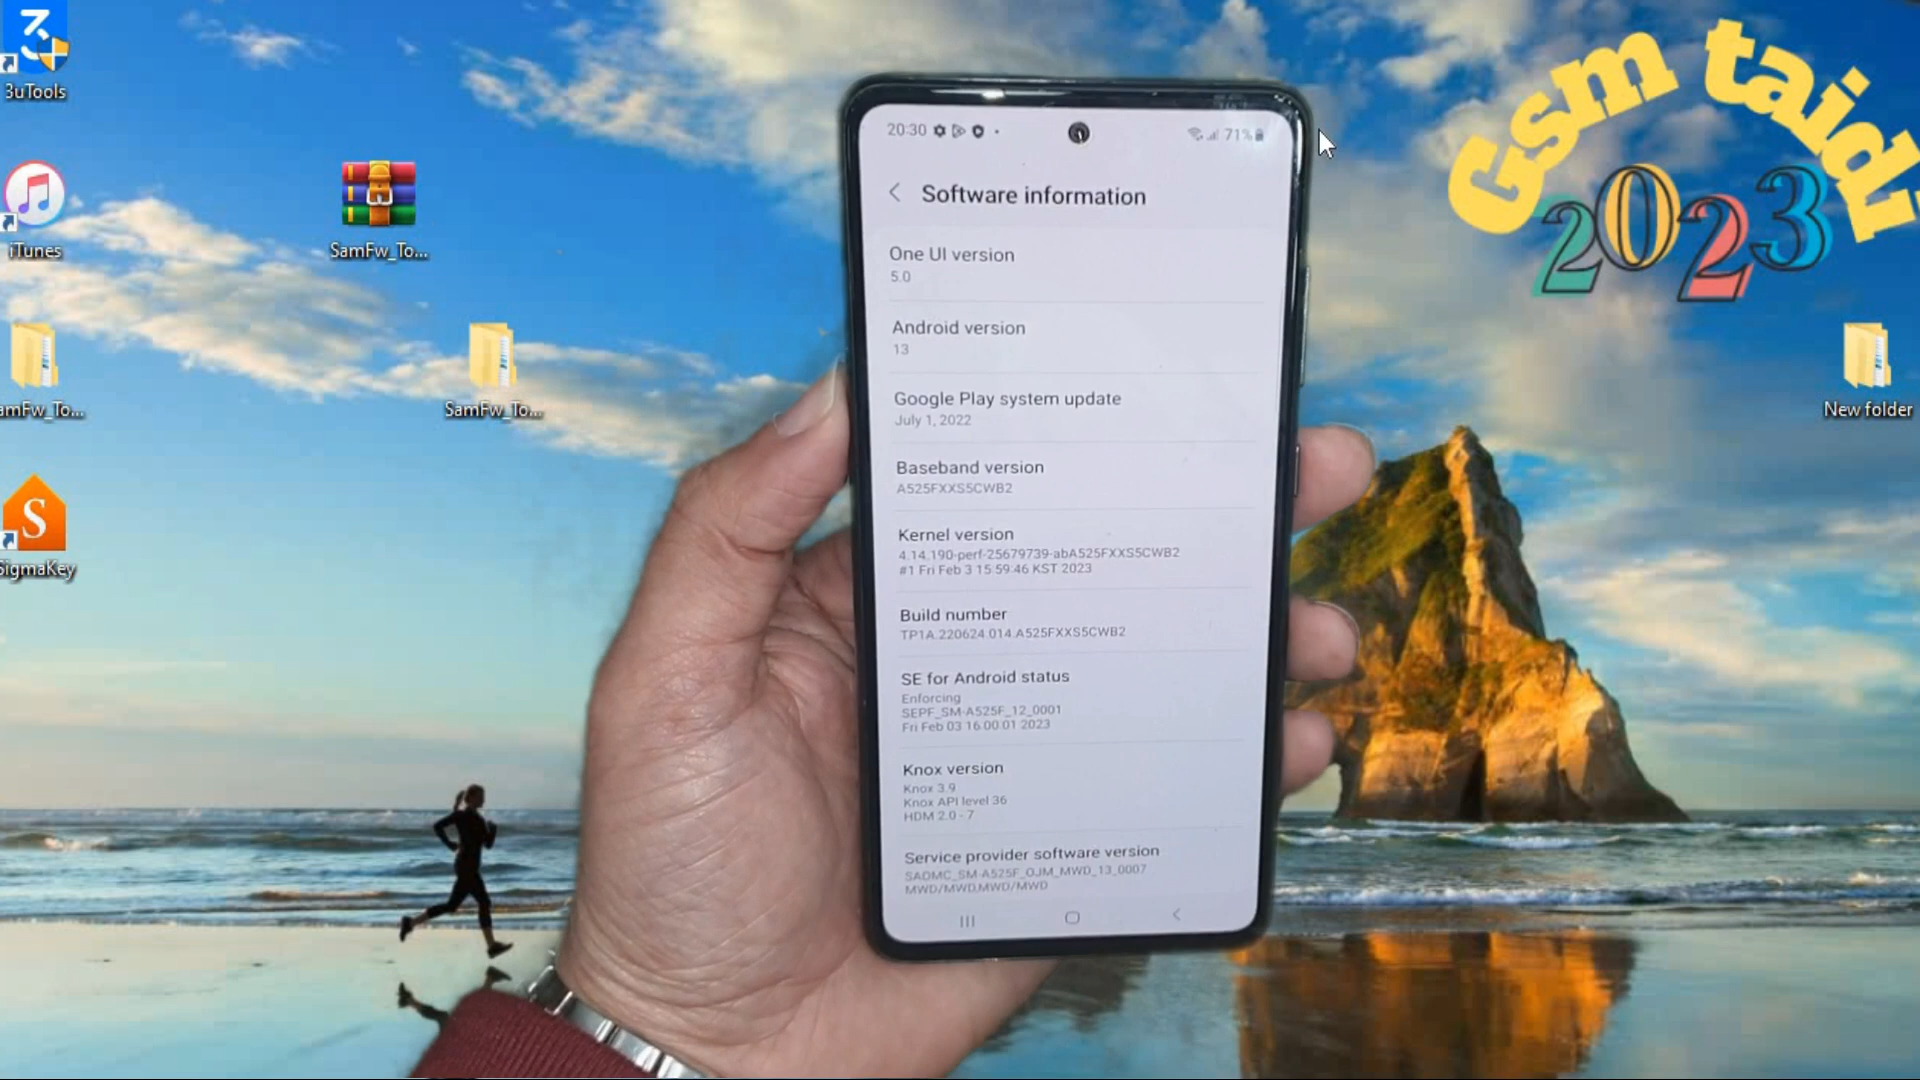 3uTools
iTunes
SamFw_To...
amFw_To...
SamFw_To...
SigmaKey
New folder
Gsm taidi
2023
20:30
71%
Software information
One UI version
5.0
Android version
13
Google Play system update
July 1, 2022
Baseband version
A525FXXS5CWB2
Kernel version
4.14.190-perf-25679739-abA525FXXS5CWB2
#1 Fri Feb 3 15:59:46 KST 2023
Build number
TP1A.220624.014.A525FXXS5CWB2
SE for Android status
Enforcing
SEPF_SM-A525F_12_0001
Fri Feb 03 16:00:01 2023
Knox version
Knox 3.9
Knox API level 36
HDM 2.0 - 7
Service provider software version
SAOMC_SM-A525F_OJM_MWD_13_0007
MWD/MWD,MWD/MWD